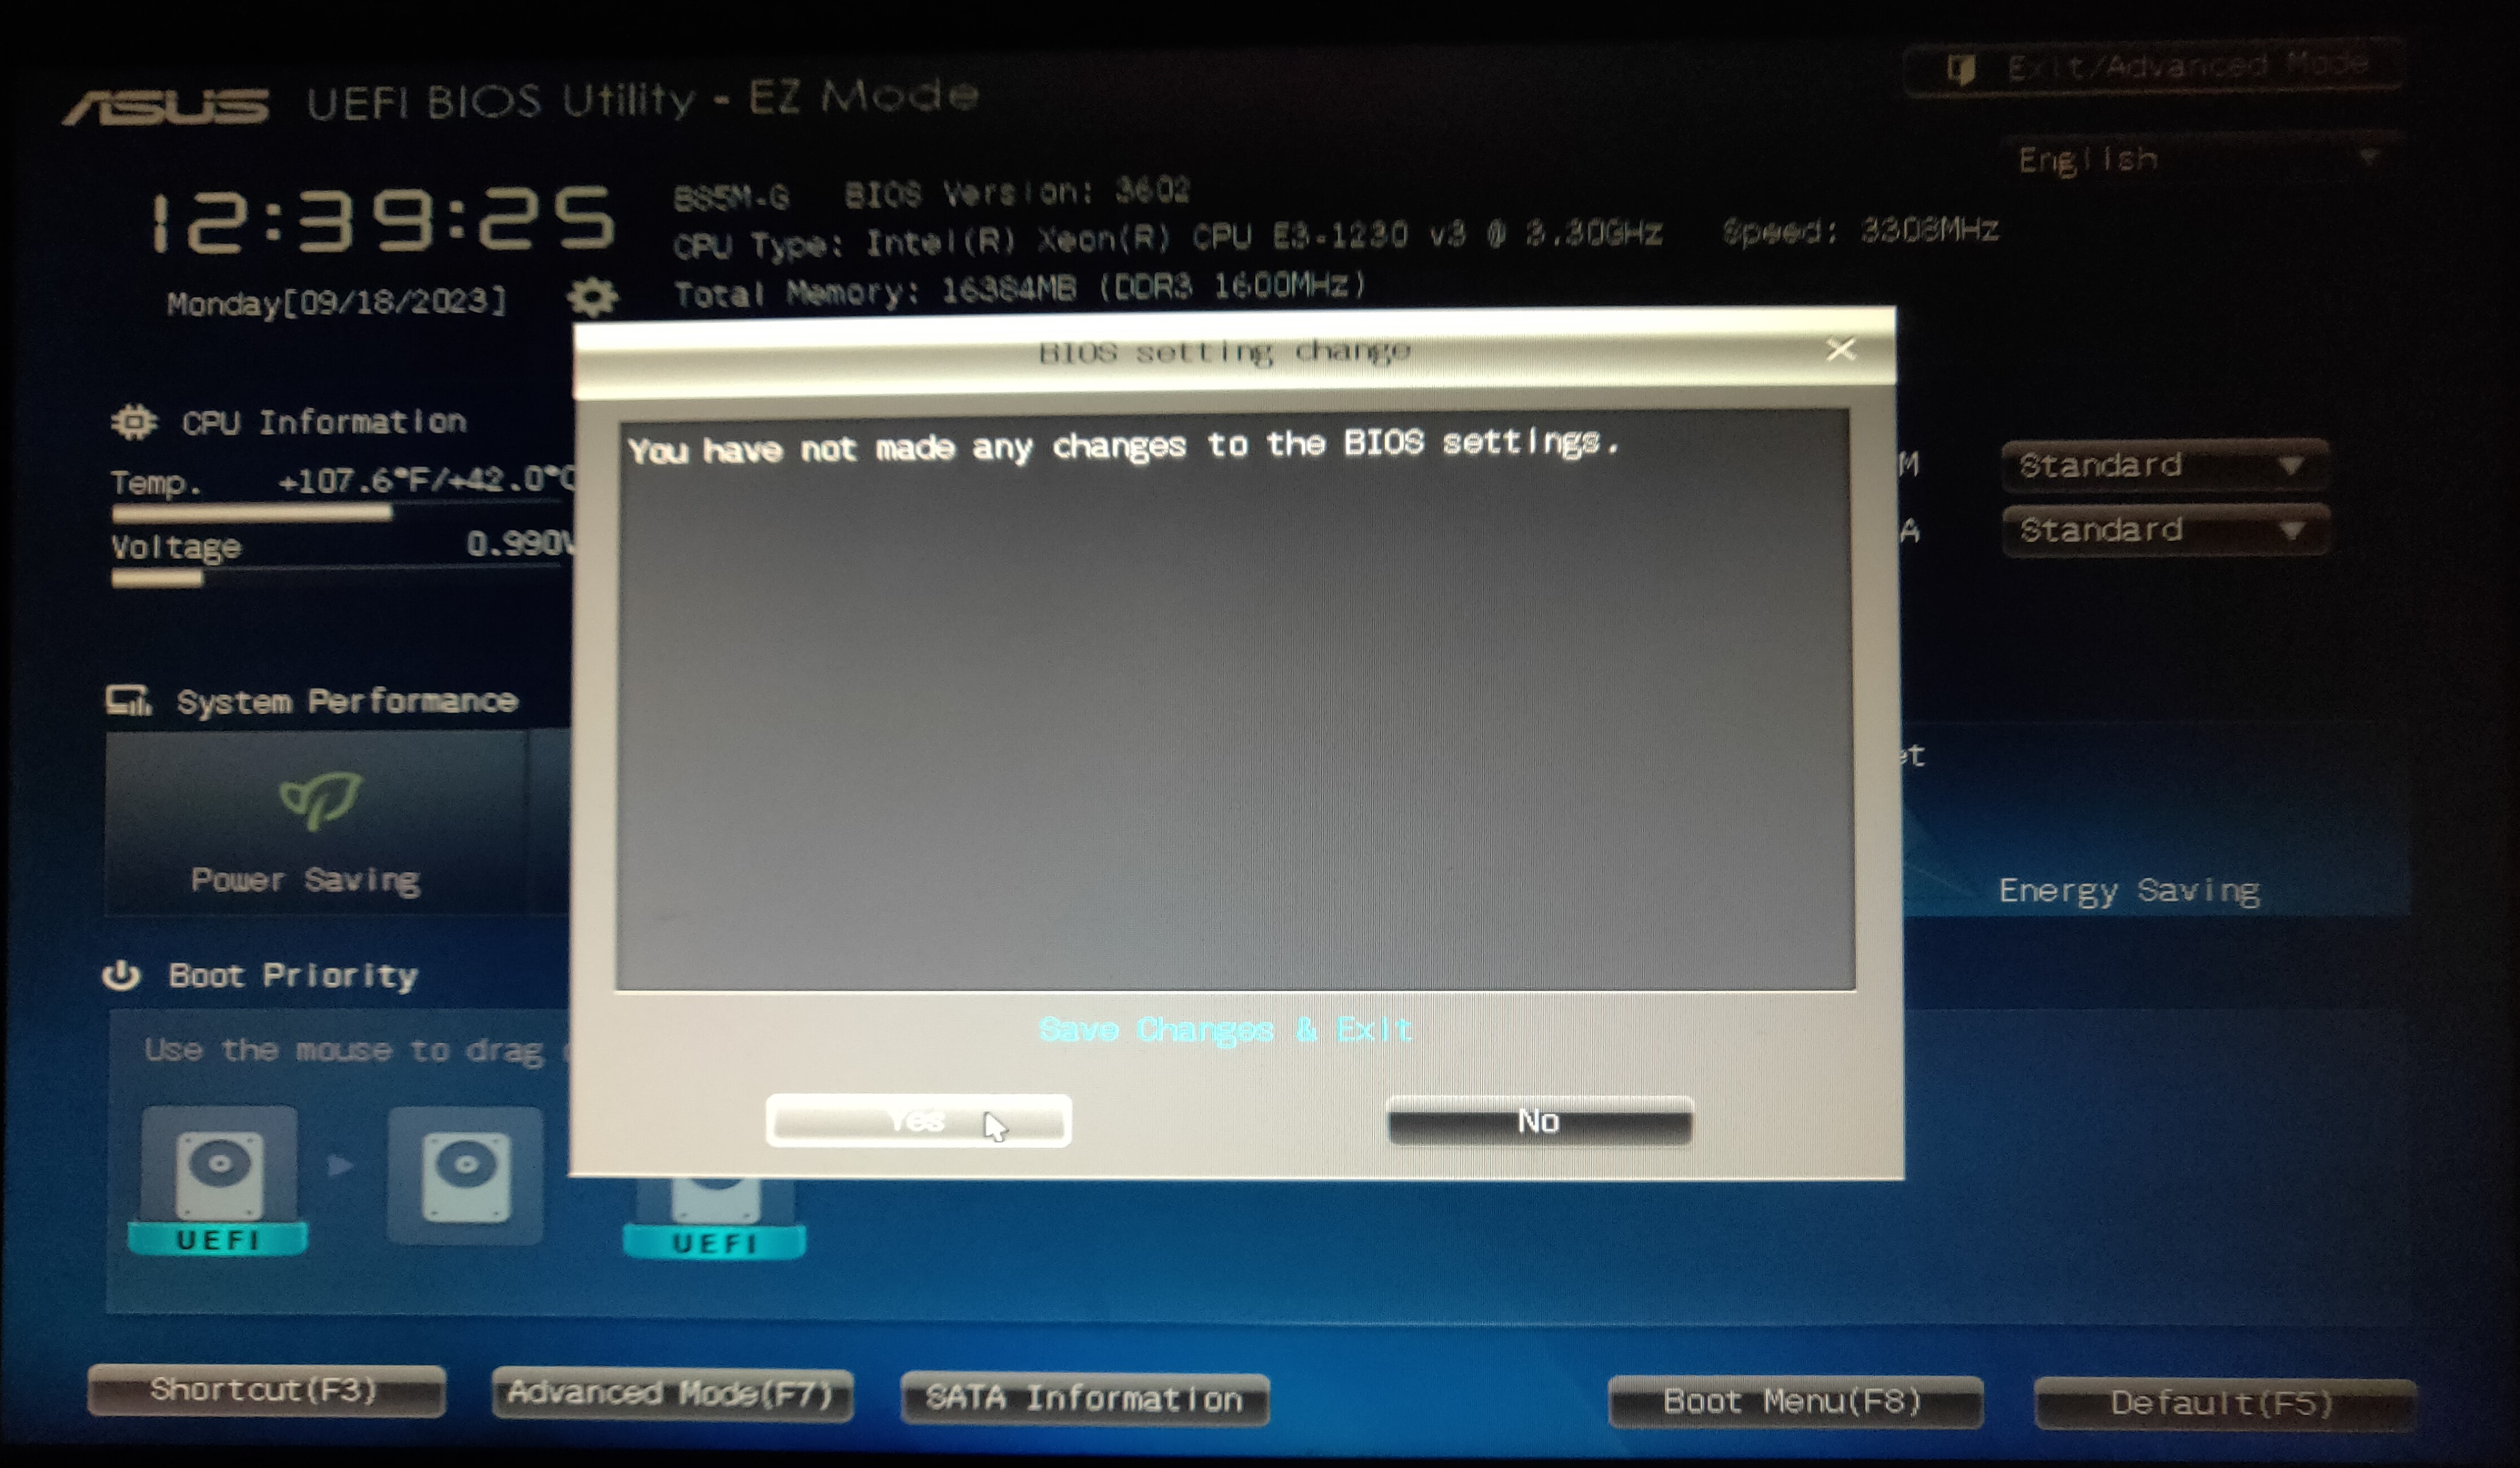 ASUS UEFI BIOS Utility - EZ Mode
Exit/Advanced Mode
English
12:39:25
Monday[09/18/2023]
B85M-G BIOS Version: 3602
CPU Type: Intel(R) Xeon(R) CPU E3-1230 v3 @ 3.30GHz Speed: 3303MHz
Total Memory: 16384MB (DDR3 1600MHz)
BIOS setting change
You have not made any changes to the BIOS settings.
Save Changes & Exit
Yes
No
CPU Information
Temp. +107.6°F/+42.0°C
Voltage 0.990V
M Standard
A Standard
System Performance
et
Power Saving
Energy Saving
Boot Priority
Use the mouse to drag
UEFI
UEFI
Shortcut(F3)
Advanced Mode(F7)
SATA Information
Boot Menu(F8)
Default(F5)